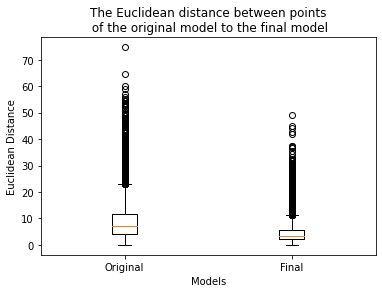 The Euclidean distance between points
of the original model to the final model
Euclidean Distance
70
60
50
40
30
20
10
0
Original
Final
Models